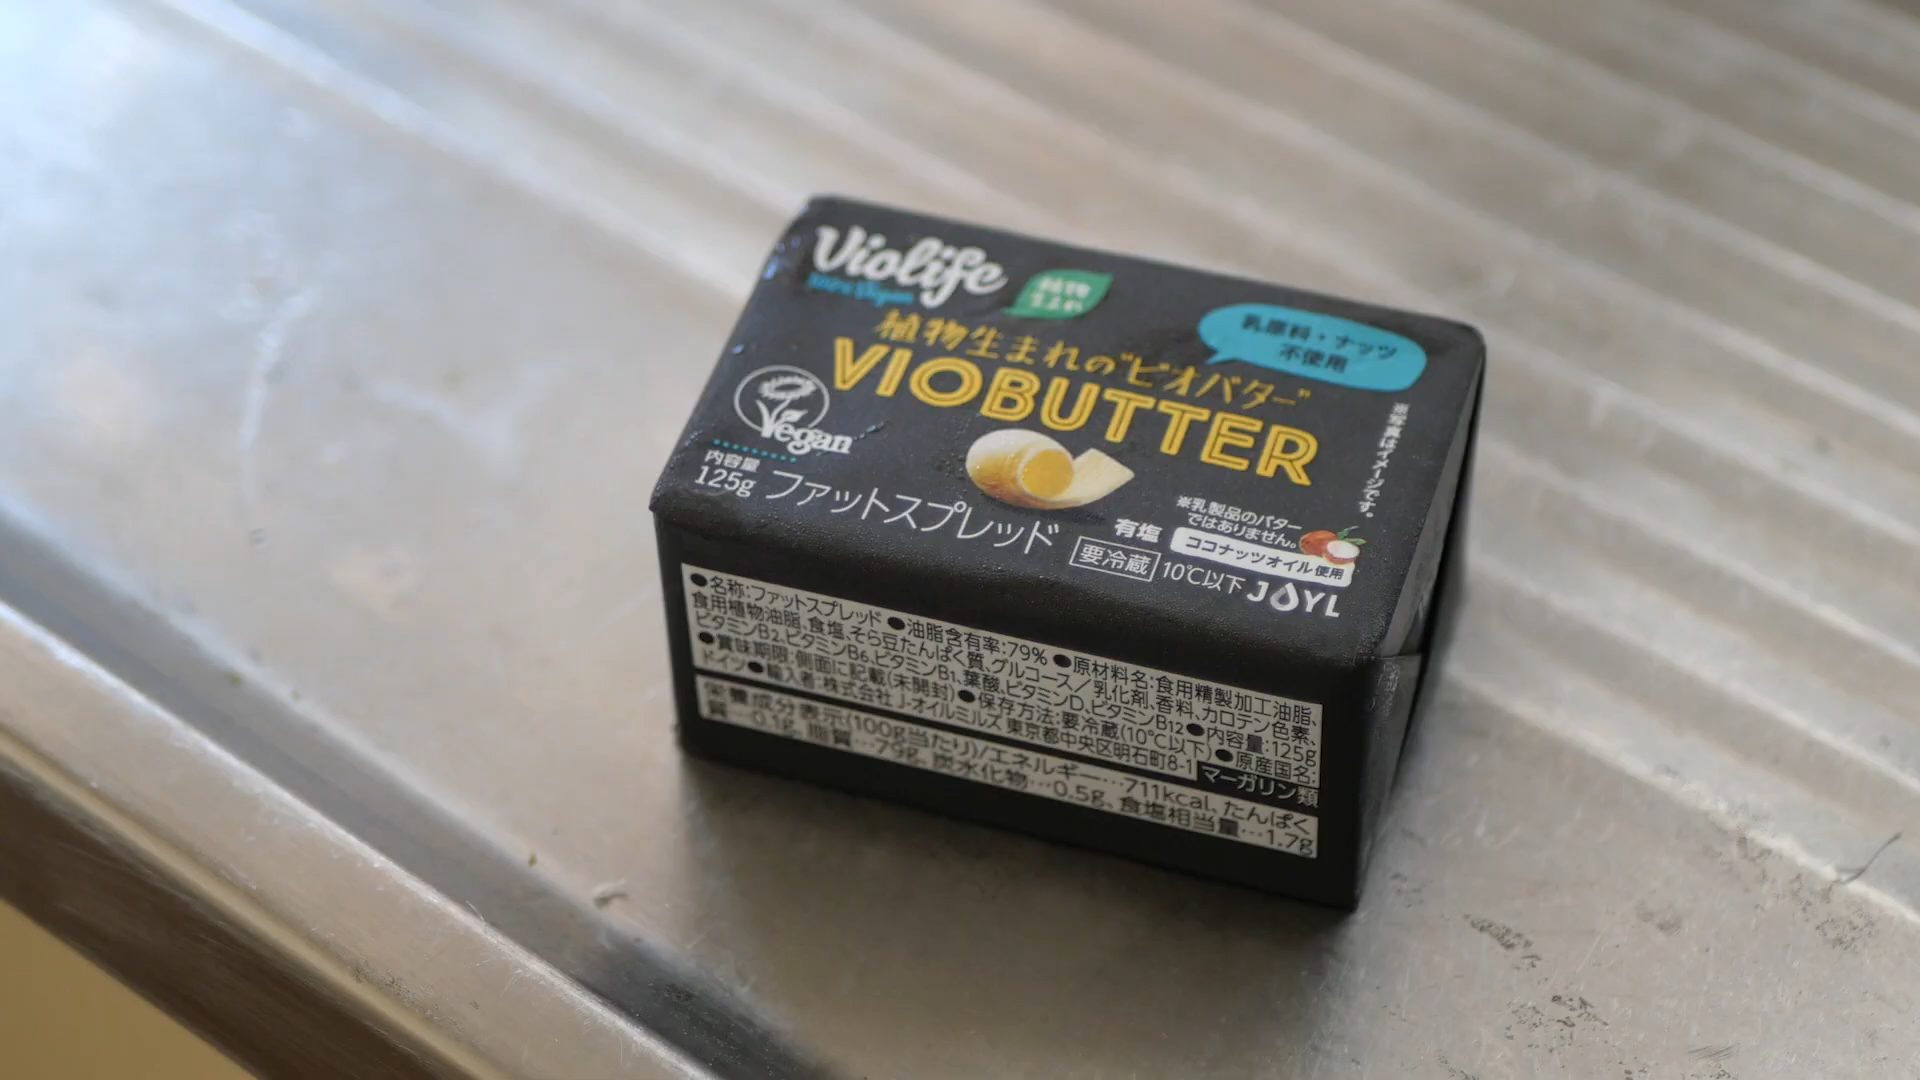 Violife
100% Vegan
植物
生まれ
乳原料・ナッツ
不使用
植物生まれの“ビオバター”
VIOBUTTER
Vegan
※写真はイメージです。
内容量
125g
ファットスプレッド
有塩
※乳製品のバター
ではありません。
ココナッツオイル使用
要冷蔵 10℃以下
JOYL
●名称:ファットスプレッド ●油脂含有率:79% ●原材料名:食用精製加工油脂、
食用植物油脂、食塩、そら豆たんぱく質、グルコース／乳化剤、香料、カロテン色素、
ビタミンB2、ビタミンB6、ビタミンB1、葉酸、ビタミンD、ビタミンB12 ●内容量:125g
●賞味期限:側面に記載(未開封) ●保存方法:要冷蔵(10℃以下) ●原産国名:
ドイツ ●輸入者:株式会社 J-オイルミルズ 東京都中央区明石町8-1 マーガリン類
栄養成分表示(100g当たり)/エネルギー…711kcal、たんぱく
質…0.1g、脂質…79g、炭水化物…0.5g、食塩相当量…1.7g